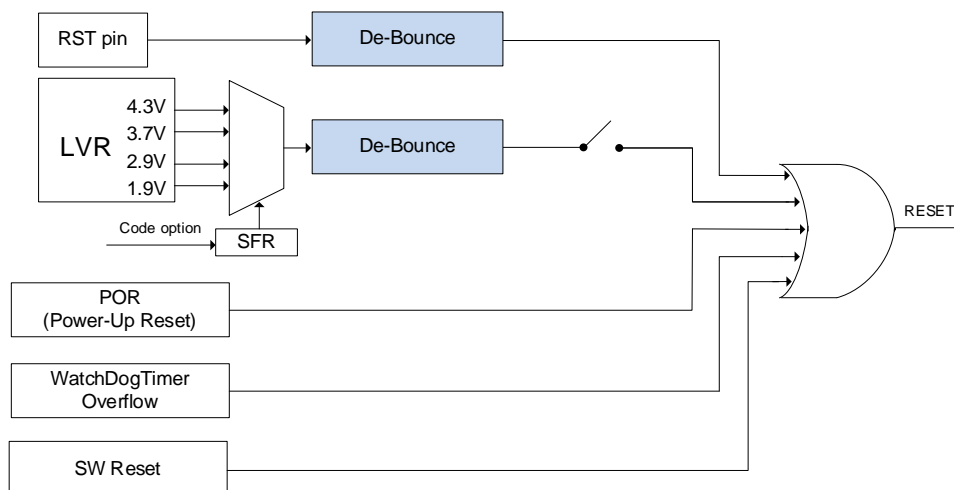 RST pin
De-Bounce
LVR
4.3V
3.7V
2.9V
1.9V
De-Bounce
Code option
SFR
RESET
POR
(Power-Up Reset)
WatchDogTimer
Overflow
SW Reset